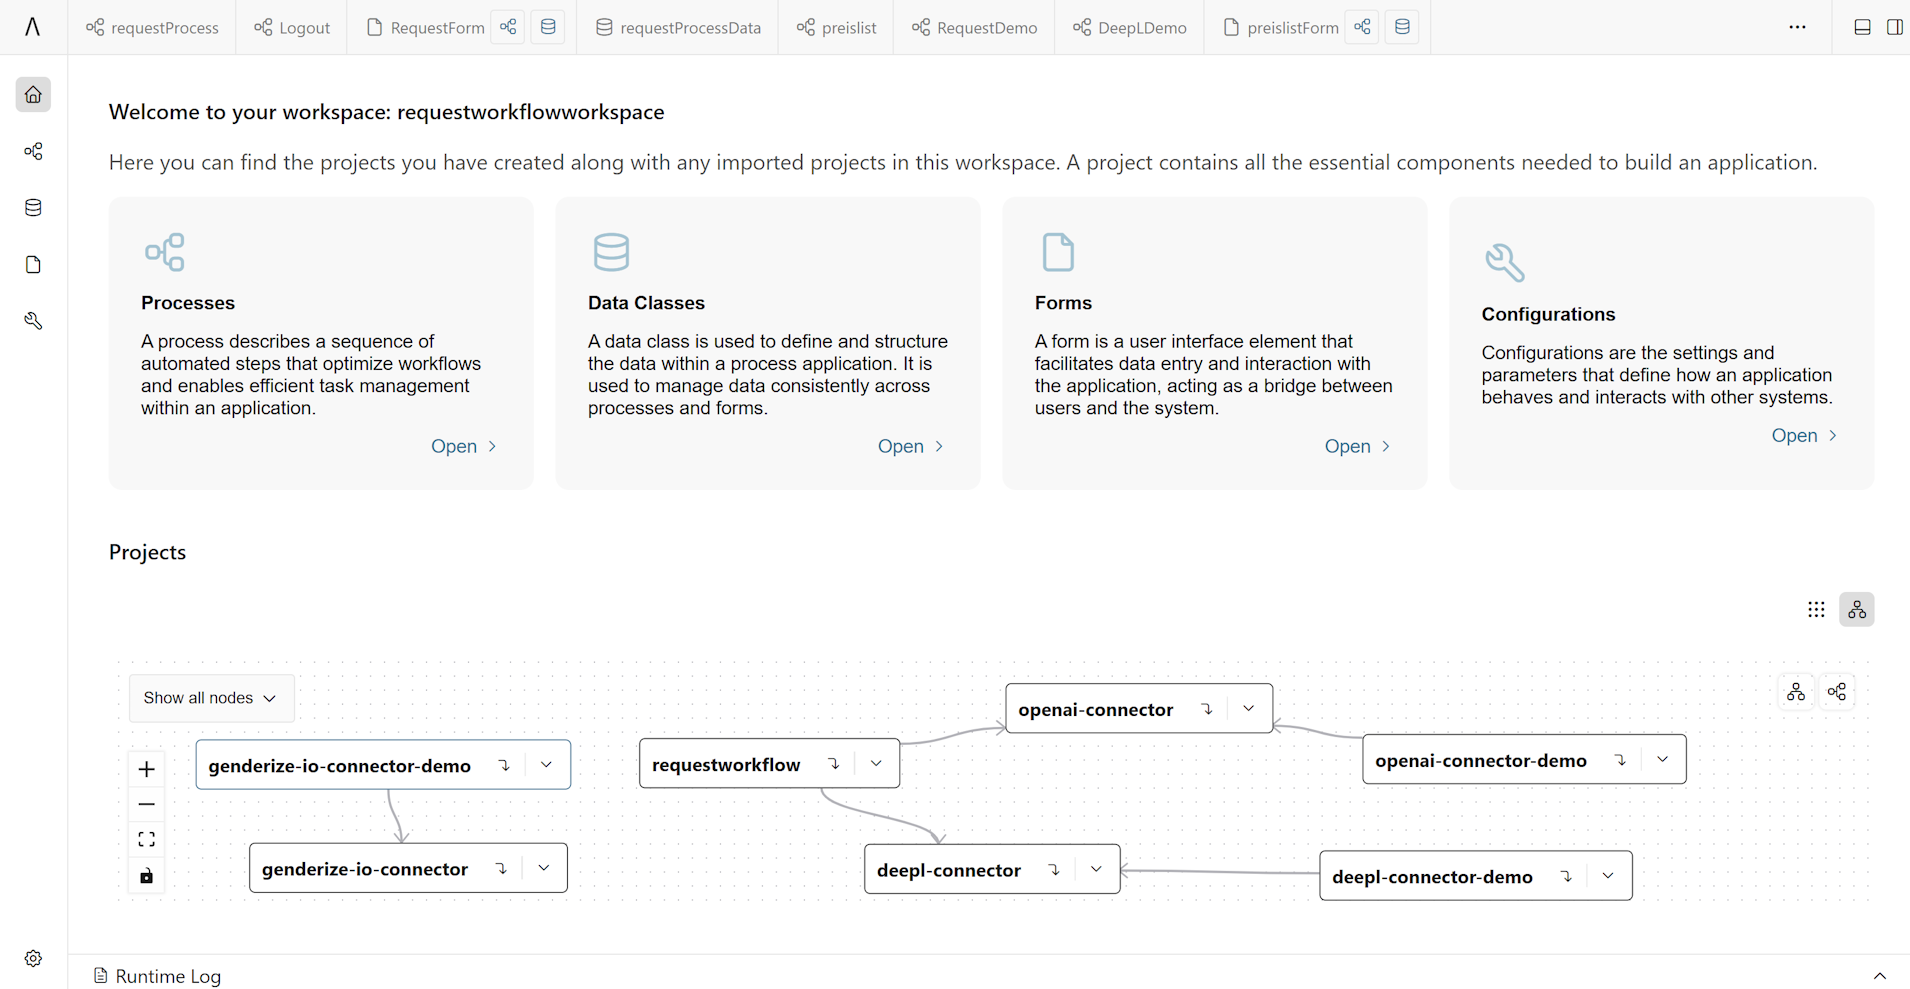 requestProcess
Logout
RequestForm
requestProcessData
preislist
RequestDemo
DeepLDemo
preislistForm
Welcome to your workspace: requestworkflowworkspace
Here you can find the projects you have created along with any imported projects in this workspace. A project contains all the essential components needed to build an application.
Processes
A process describes a sequence of
automated steps that optimize workflows
and enables efficient task management
within an application.
Open
Data Classes
A data class is used to define and structure
the data within a process application. It is
used to manage data consistently across
processes and forms.
Open
Forms
A form is a user interface element that
facilitates data entry and interaction with
the application, acting as a bridge between
users and the system.
Open
Configurations
Configurations are the settings and
parameters that define how an application
behaves and interacts with other systems.
Open
Projects
Show all nodes
openai-connector
genderize-io-connector-demo
requestworkflow
openai-connector-demo
genderize-io-connector
deepl-connector
deepl-connector-demo
Runtime Log